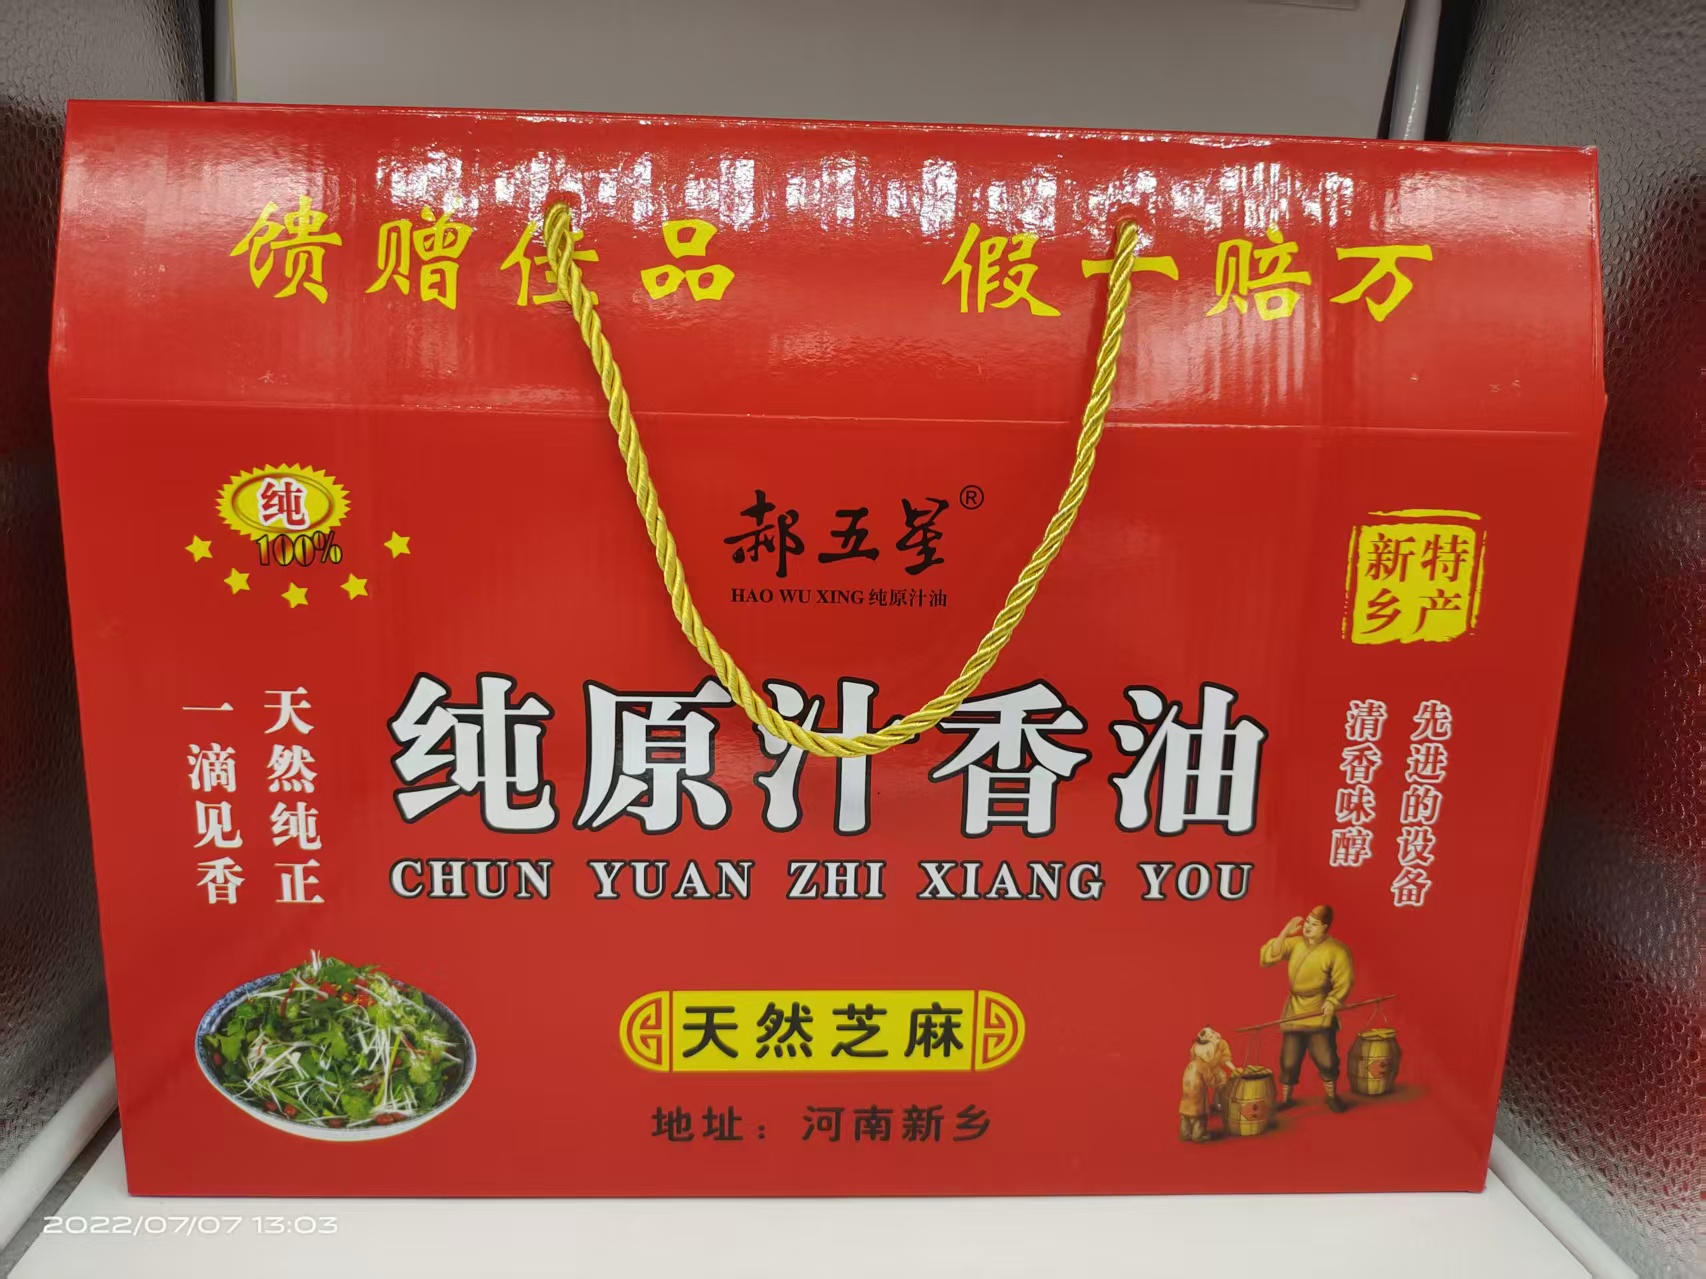 馈赠佳品 假一赔万
纯
100%
郝五星®
HAO WU XING 纯原汁油
新乡
特产
天然纯正
一滴见香
纯原汁香油
CHUN YUAN ZHI XIANG YOU
先进的设备
清香味醇
天然芝麻
地址：河南新乡
2022/07/07 13:03